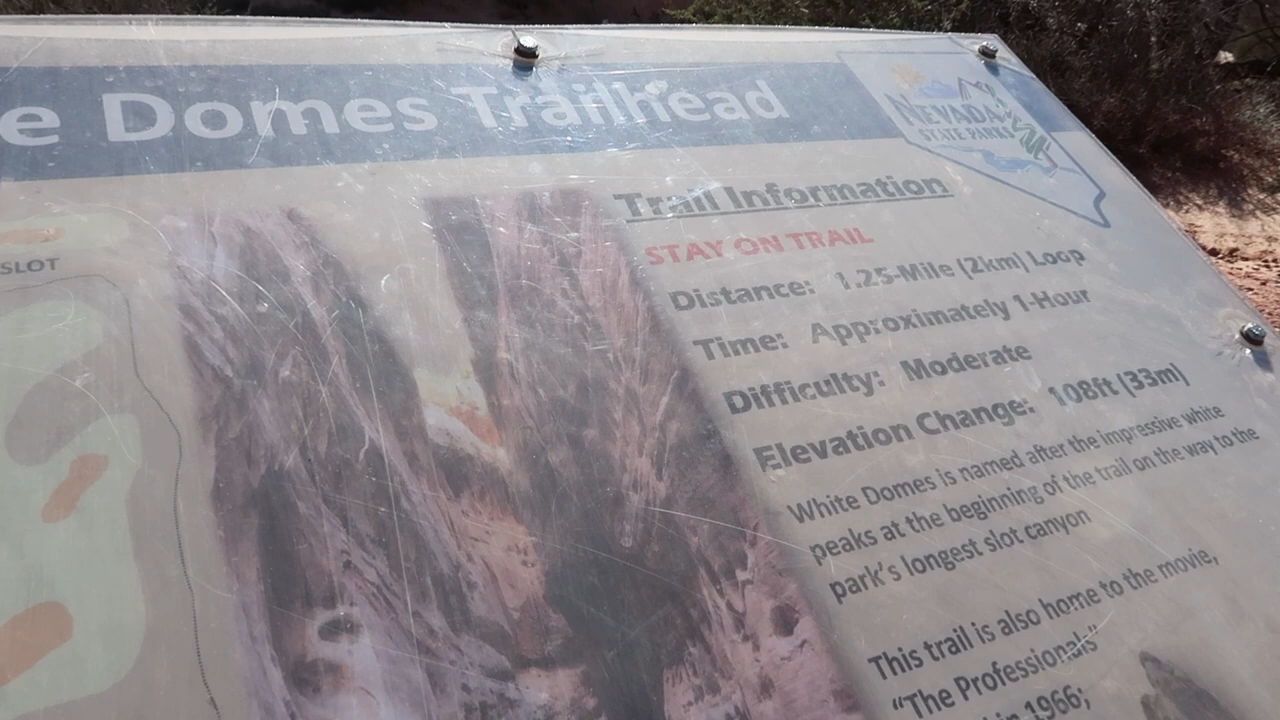 e Domes Trailhead
NEVADA
STATE PARKS
SLOT
Trail Information
STAY ON TRAIL
Distance: 1.25-Mile (2km) Loop
Time: Approximately 1-Hour
Difficulty: Moderate
Elevation Change: 108ft (33m)
White Domes is named after the impressive white
peaks at the beginning of the trail on the way to the
park's longest slot canyon
This trail is also home to the movie,
"The Professionals"
in 1966;